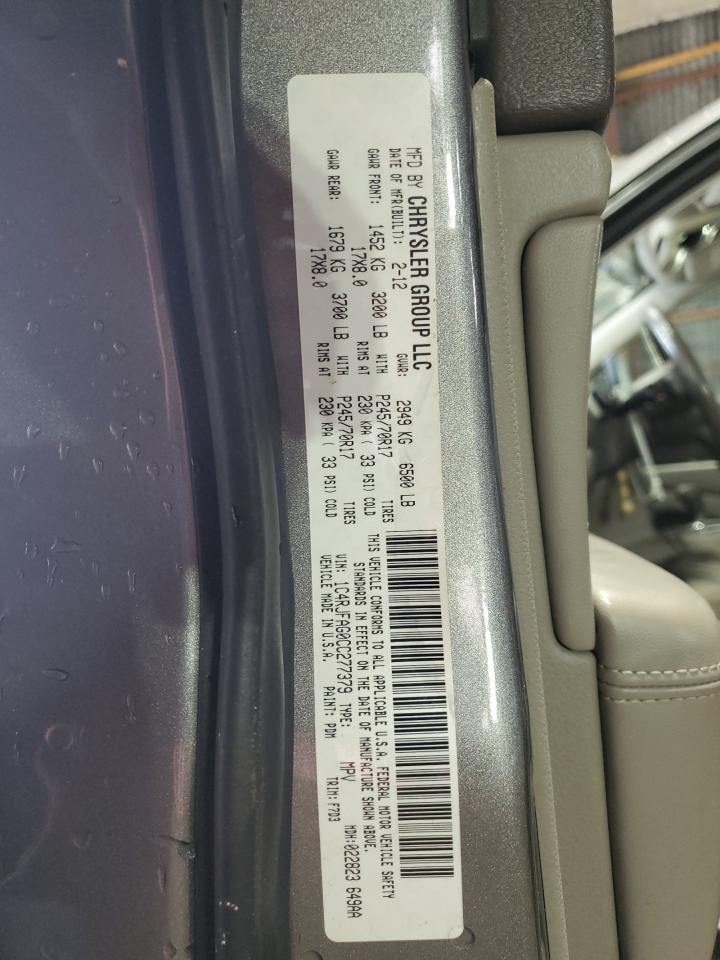 MFD BY CHRYSLER GROUP LLC
DATE OF MFR(BUILT): 2-12 GVWR: 2949 KG 6500 LB
GAWR FRONT: 1452 KG 3200 LB WITH P245/70R17 TIRES
17X8.0 RIMS AT 230 KPA ( 33 PSI) COLD
GAWR REAR: 1679 KG 3700 LB WITH P245/70R17 TIRES
17X8.0 RIMS AT 230 KPA ( 33 PSI) COLD
THIS VEHICLE CONFORMS TO ALL APPLICABLE U.S.A. FEDERAL MOTOR VEHICLE SAFETY
STANDARDS IN EFFECT ON THE DATE OF MANUFACTURE SHOWN ABOVE.
VIN: 1C4RJFAG0CC277379 TYPE: MPV MDH:022823 649AA
VEHICLE MADE IN U.S.A. PAINT: PDM TRIM: F7D3